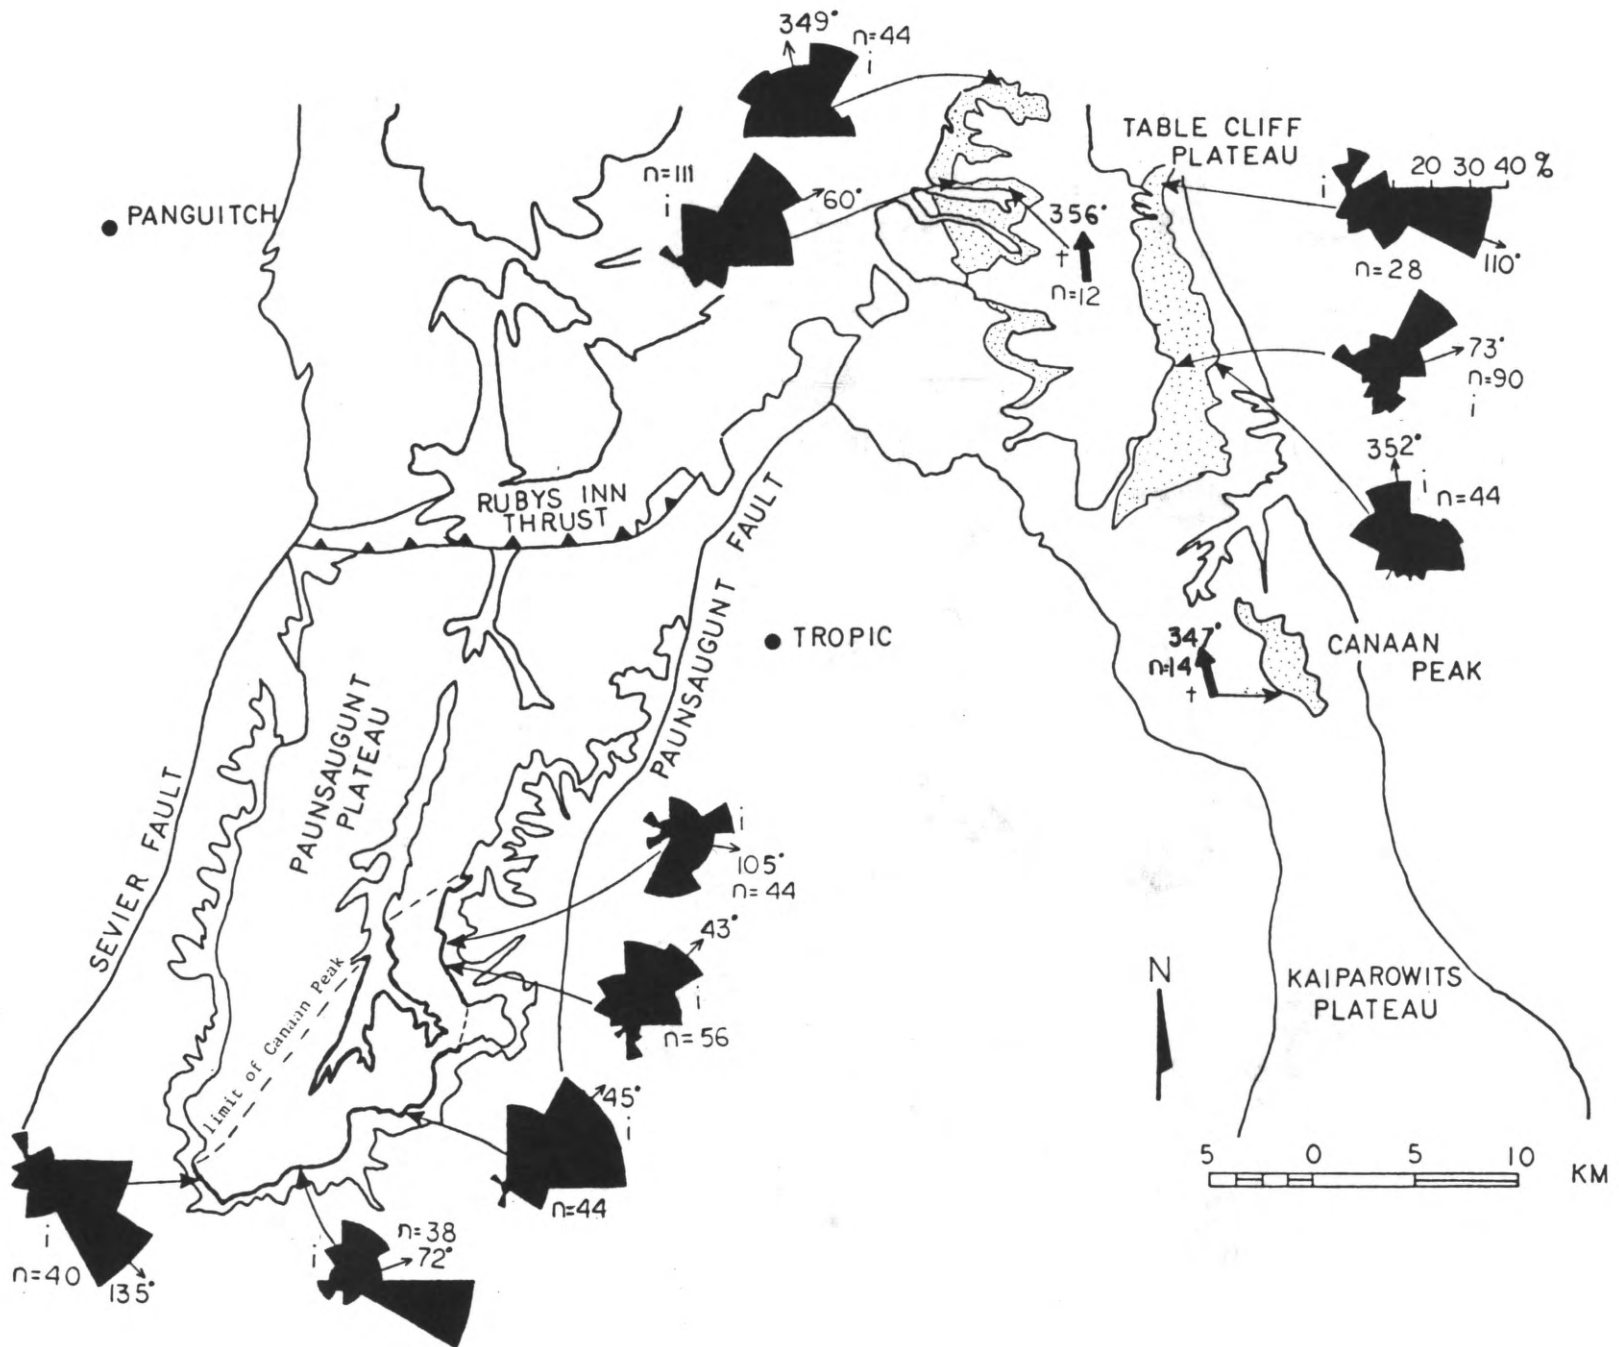 349°
n=44
i
TABLE CLIFF
PLATEAU
20 30 40 %
i
n=111
i
60°
PANGUITCH
356°
†
n=12
n=28
110°
73°
n=90
i
352°
i
n=44
RUBYS INN
THRUST
PAUNSAUGUNT FAULT
TROPIC
347°
n=14
†
CANAAN
PEAK
PAUNSAUGUNT
PLATEAU
SEVIER FAULT
i
105°
n=44
43°
i
n=56
limit of Canaan Peak
N
KAIPAROWITS
PLATEAU
45°
i
n=44
5 0 5 10
KM
i
n=40
135°
i
n=38
72°